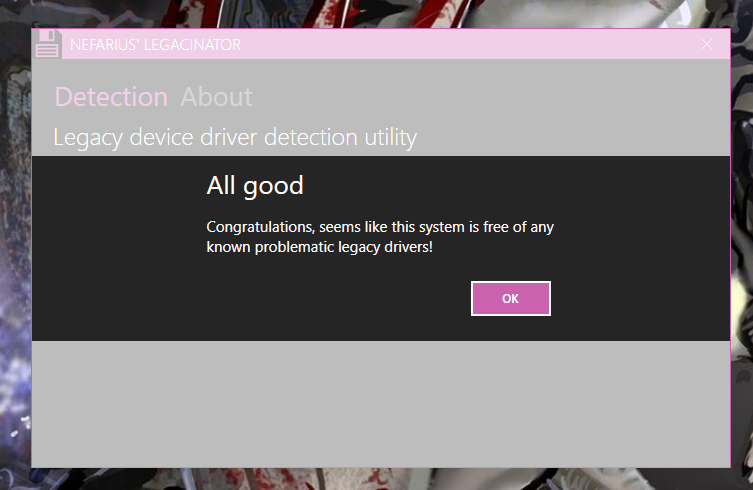 NEFARIUS' LEGACINATOR
Detection About
Legacy device driver detection utility
All good
Congratulations, seems like this system is free of any
known problematic legacy drivers!
OK